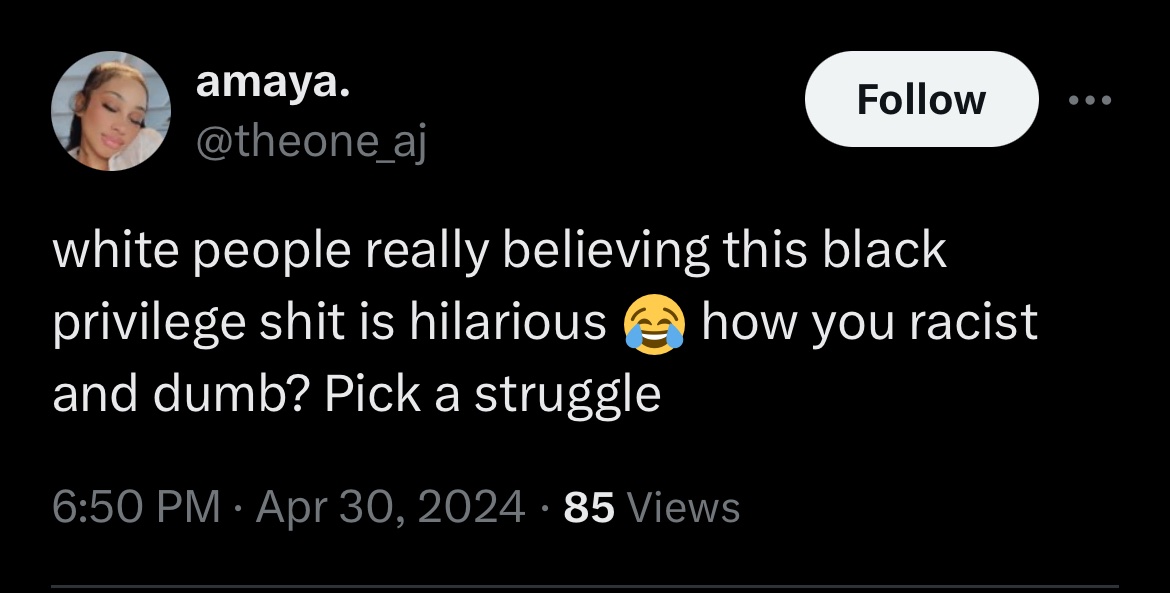 amaya.
@theone_aj
Follow
white people really believing this black
privilege shit is hilarious 😂 how you racist
and dumb? Pick a struggle
6:50 PM · Apr 30, 2024 · 85 Views